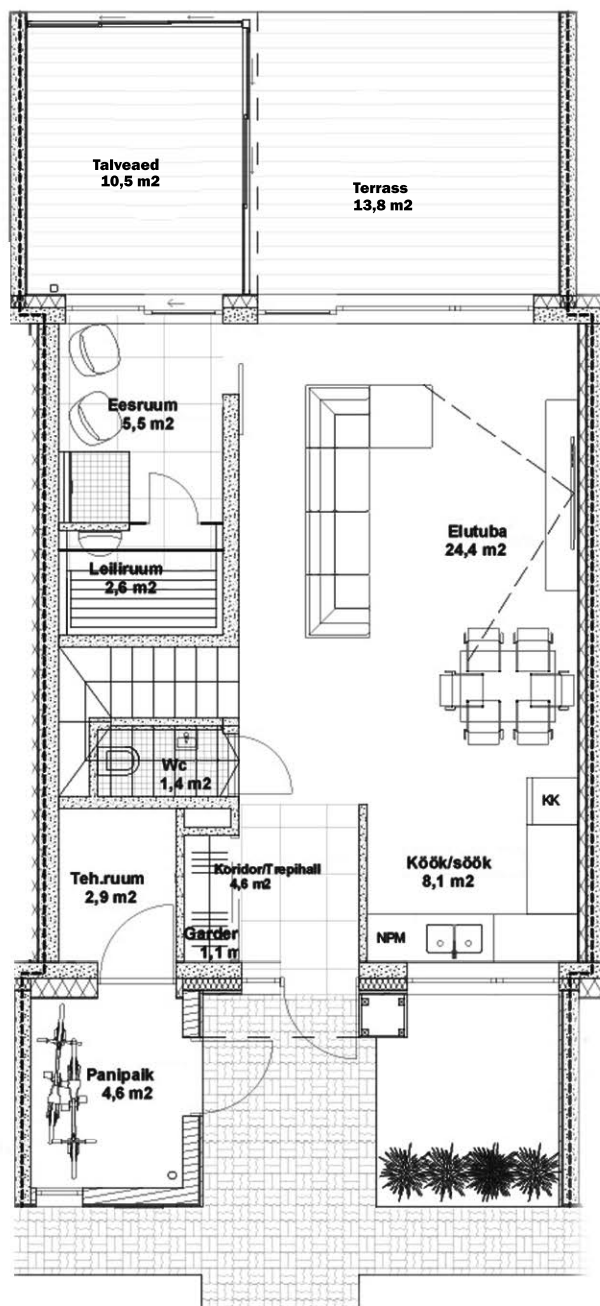 Talveaed
10,5 m2
Terrass
13,8 m2
Eesruum
5,5 m2
Elutuba
24,4 m2
Leiliruum
2,6 m2
Wc
1,4 m2
KK
Köök/söök
8,1 m2
Koridor/Trepihall
4,6 m2
Teh.ruum
2,9 m2
Garder
1,1 m
NPM
Panipaik
4,6 m2